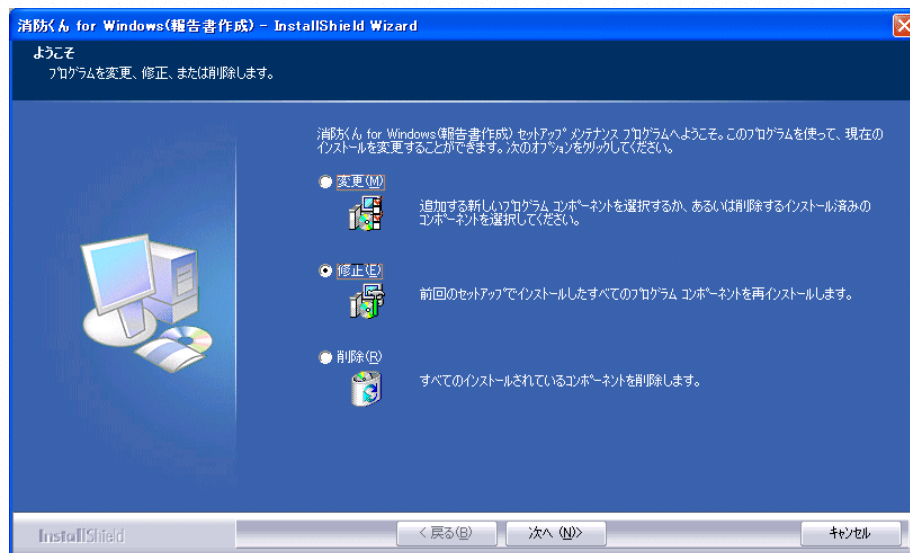 消防くん for Windows(報告書作成) - InstallShield Wizard
ようこそ
プログラムを変更、修正、または削除します。
消防くん for Windows(報告書作成) セットアップ メンテナンス プログラムへようこそ。このプログラムを使って、現在の
インストールを変更することができます。次のオプションをクリックしてください。
変更(M)
追加する新しいプログラム コンポーネントを選択するか、あるいは削除するインストール済みの
コンポーネントを選択してください。
修正(E)
前回のセットアップでインストールしたすべてのプログラム コンポーネントを再インストールします。
削除(R)
すべてのインストールされているコンポーネントを削除します。
InstallShield
< 戻る(B)
次へ (N)>
キャンセル